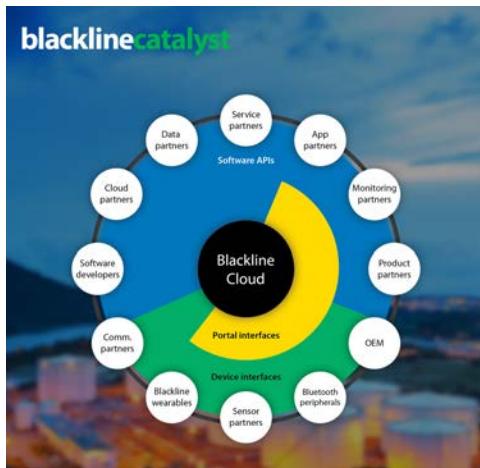 blacklinecatalyst
Service
partners
Data
partners
App
partners
Software APIs
Cloud
partners
Monitoring
partners
Software
developers
Blackline
Cloud
Product
partners
Comm.
partners
Portal interfaces
OEM
Device interfaces
Blackline
wearables
Bluetooth
peripherals
Sensor
partners